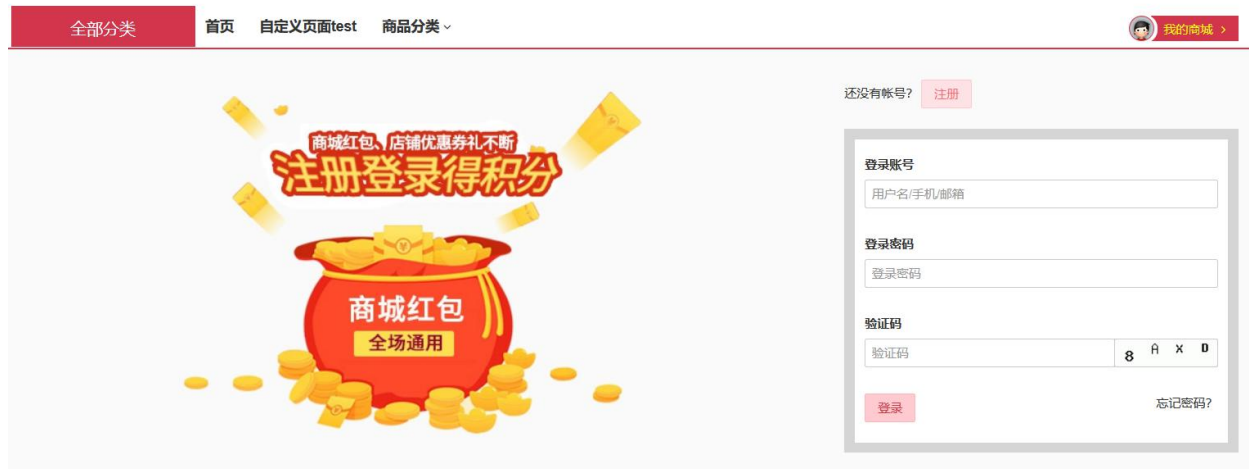 全部分类 首页 自定义页面test 商品分类 我的商城 >
还没有帐号? 注册
商城红包、店铺优惠券礼不断
注册登录得积分
商城红包
全场通用
登录账号
用户名/手机/邮箱
登录密码
登录密码
验证码
验证码 8 A X D
登录 忘记密码?